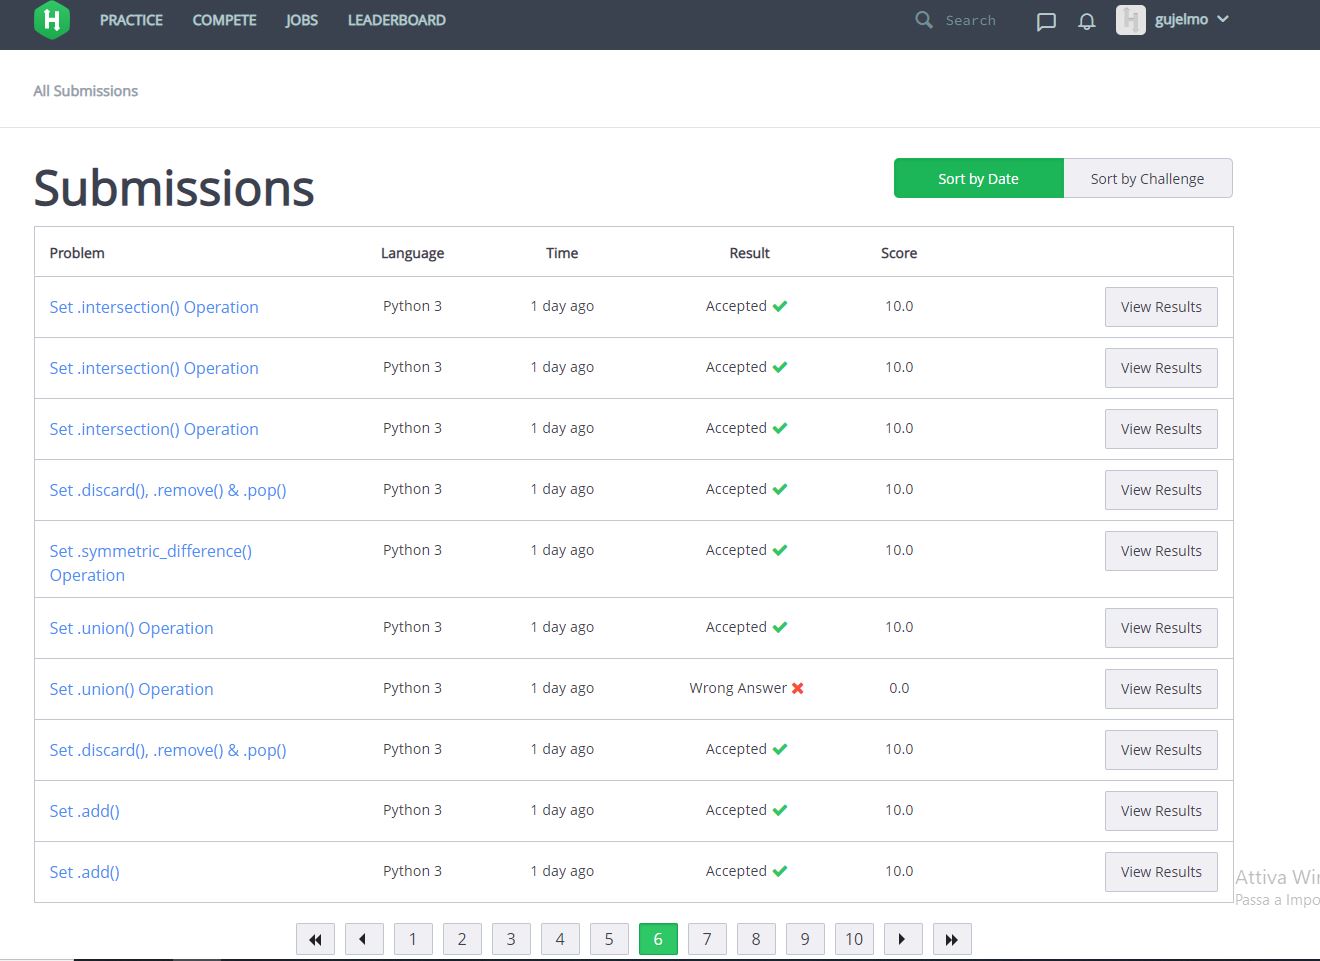 PRACTICE COMPETE JOBS LEADERBOARD Search gujelmo
All Submissions
Submissions
Sort by Date Sort by Challenge
Problem Language Time Result Score
Set .intersection() Operation Python 3 1 day ago Accepted 10.0 View Results
Set .intersection() Operation Python 3 1 day ago Accepted 10.0 View Results
Set .intersection() Operation Python 3 1 day ago Accepted 10.0 View Results
Set .discard(), .remove() & .pop() Python 3 1 day ago Accepted 10.0 View Results
Set .symmetric_difference() Python 3 1 day ago Accepted 10.0 View Results
Operation
Set .union() Operation Python 3 1 day ago Accepted 10.0 View Results
Set .union() Operation Python 3 1 day ago Wrong Answer 0.0 View Results
Set .discard(), .remove() & .pop() Python 3 1 day ago Accepted 10.0 View Results
Set .add() Python 3 1 day ago Accepted 10.0 View Results
Set .add() Python 3 1 day ago Accepted 10.0 View Results
Attiva Wi
Passa a Impo
1 2 3 4 5 6 7 8 9 10